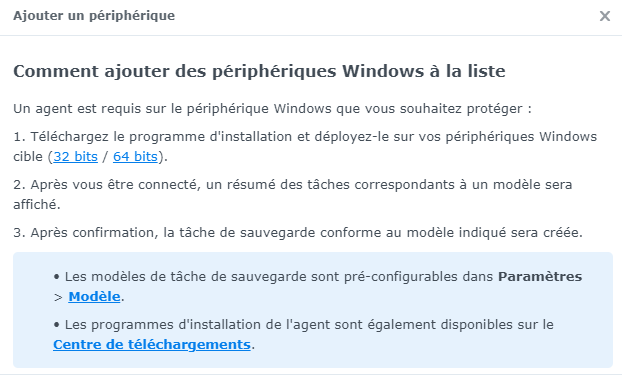 Ajouter un périphérique
Comment ajouter des périphériques Windows à la liste
Un agent est requis sur le périphérique Windows que vous souhaitez protéger :
1. Téléchargez le programme d'installation et déployez-le sur vos périphériques Windows
cible (32 bits / 64 bits).
2. Après vous être connecté, un résumé des tâches correspondants à un modèle sera
affiché.
3. Après confirmation, la tâche de sauvegarde conforme au modèle indiqué sera créée.
• Les modèles de tâche de sauvegarde sont pré-configurables dans Paramètres
> Modèle.
• Les programmes d'installation de l'agent sont également disponibles sur le
Centre de téléchargements.